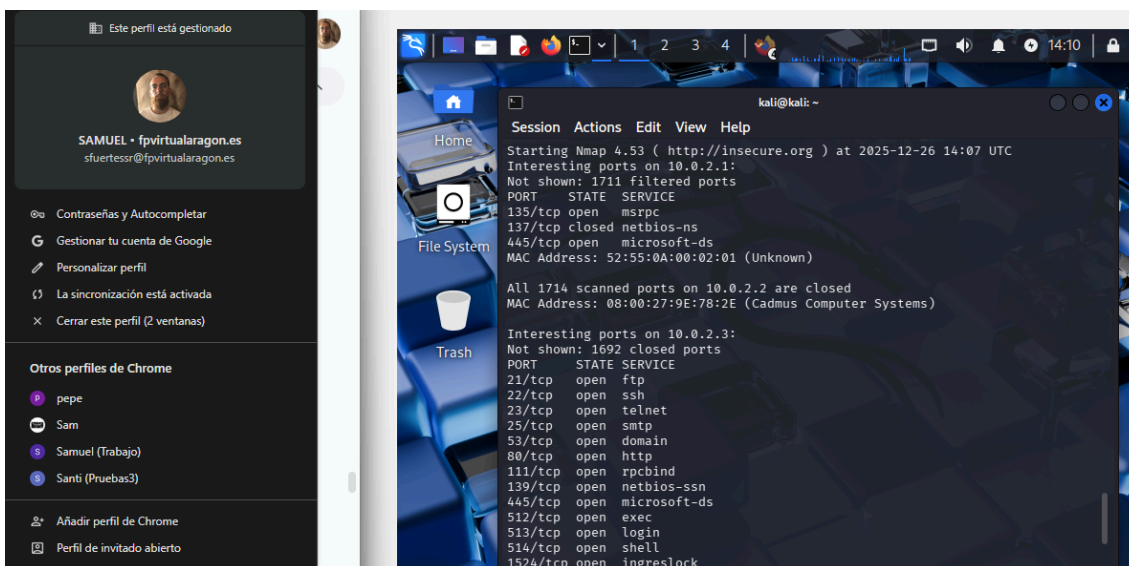 Este perfil está gestionado
SAMUEL • fpvirtualaragon.es
sfuertessr@fpvirtualaragon.es
Contraseñas y Autocompletar
Gestionar tu cuenta de Google
Personalizar perfil
La sincronización está activada
Cerrar este perfil (2 ventanas)
Otros perfiles de Chrome
P pepe
Sam
S Samuel (Trabajo)
S Santi (Pruebas3)
Añadir perfil de Chrome
Perfil de invitado abierto
1 2 3 4 14:10
Home
File System
Trash
kali@kali: ~
Session Actions Edit View Help
Starting Nmap 4.53 ( http://insecure.org ) at 2025-12-26 14:07 UTC
Interesting ports on 10.0.2.1:
Not shown: 1711 filtered ports
PORT STATE SERVICE
135/tcp open msrpc
137/tcp closed netbios-ns
445/tcp open microsoft-ds
MAC Address: 52:55:0A:00:02:01 (Unknown)
All 1714 scanned ports on 10.0.2.2 are closed
MAC Address: 08:00:27:9E:78:2E (Cadmus Computer Systems)
Interesting ports on 10.0.2.3:
Not shown: 1692 closed ports
PORT STATE SERVICE
21/tcp open ftp
22/tcp open ssh
23/tcp open telnet
25/tcp open smtp
53/tcp open domain
80/tcp open http
111/tcp open rpcbind
139/tcp open netbios-ssn
445/tcp open microsoft-ds
512/tcp open exec
513/tcp open login
514/tcp open shell
1524/tcp open ingreslock